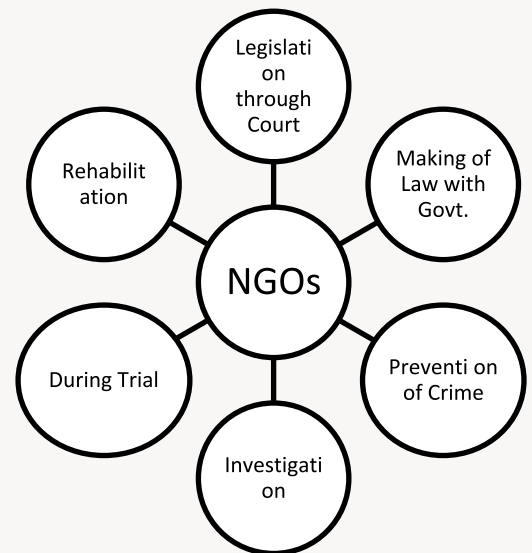 Legislati
on
through
Court
Making of
Law with
Govt.
Preventi on
of Crime
Investigati
on
During Trial
Rehabilit
ation
NGOs